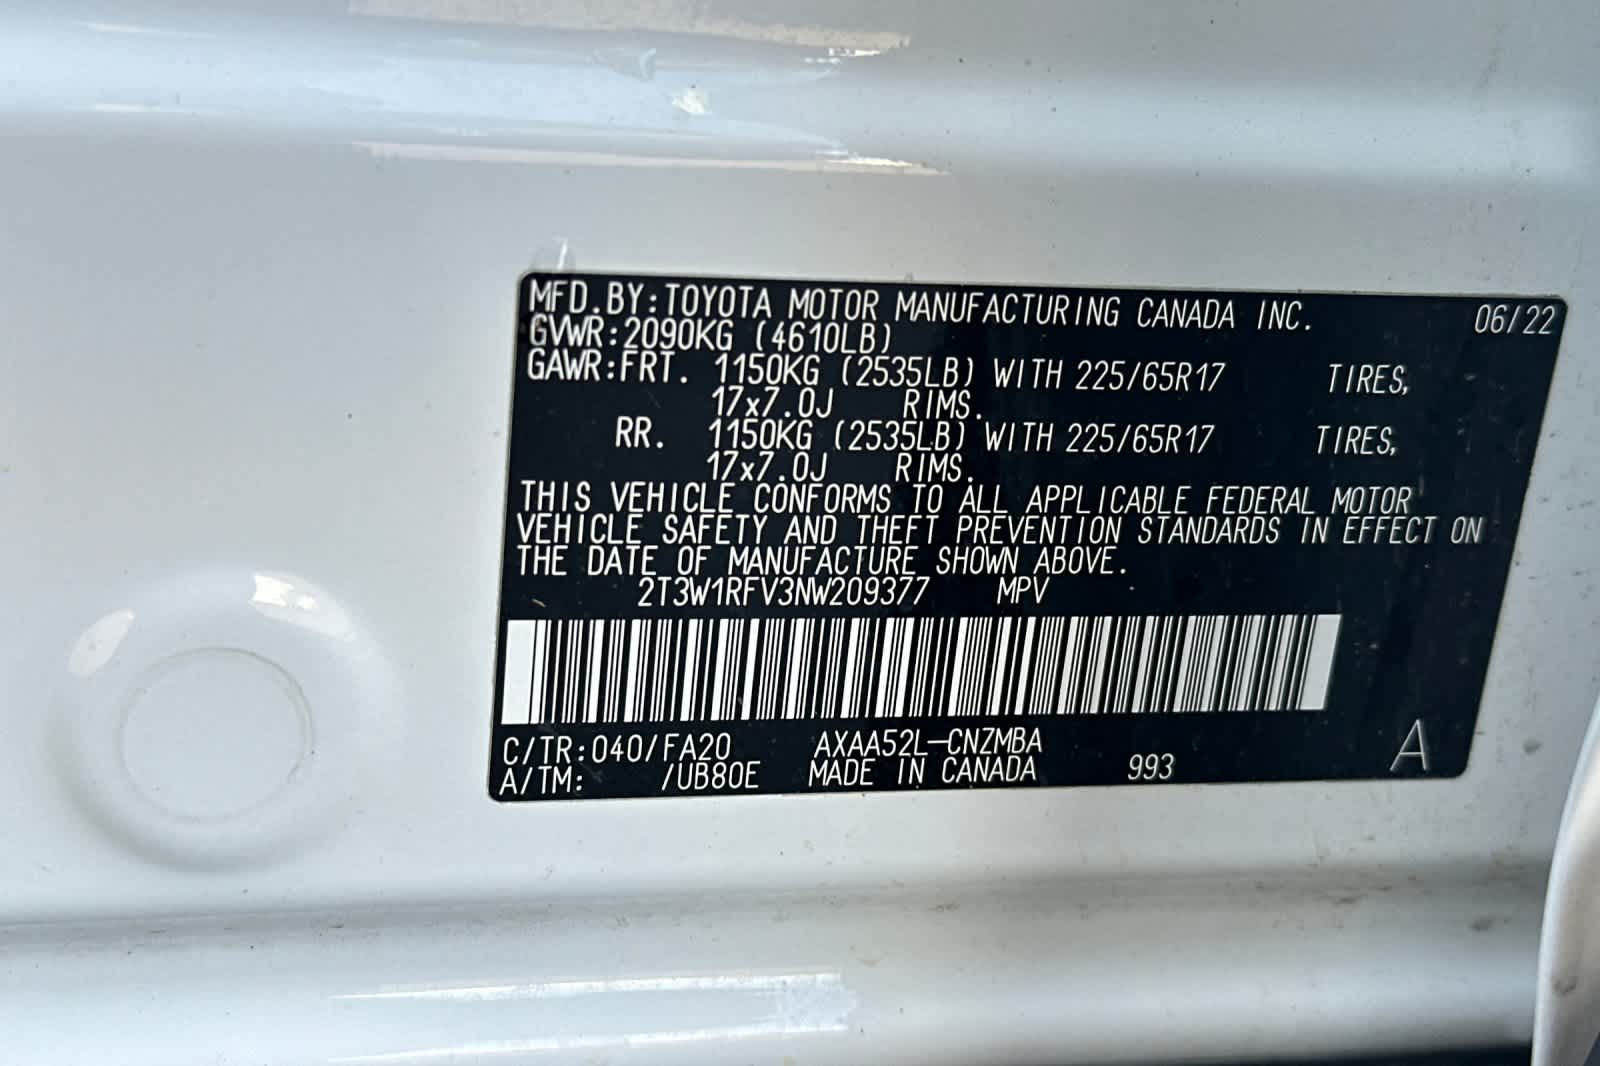 MFD.BY:TOYOTA MOTOR MANUFACTURING CANADA INC. 06/22
GVWR:2090KG (4610LB)
GAWR:FRT. 1150KG (2535LB) WITH 225/65R17 TIRES,
17x7.0J RIMS.
RR. 1150KG (2535LB) WITH 225/65R17 TIRES,
17x7.0J RIMS.
THIS VEHICLE CONFORMS TO ALL APPLICABLE FEDERAL MOTOR
VEHICLE SAFETY AND THEFT PREVENTION STANDARDS IN EFFECT ON
THE DATE OF MANUFACTURE SHOWN ABOVE.
2T3W1RFV3NW209377 MPV
C/TR:040/FA20 AXAA52L-CNZMBA A
A/TM: /UB80E MADE IN CANADA 993